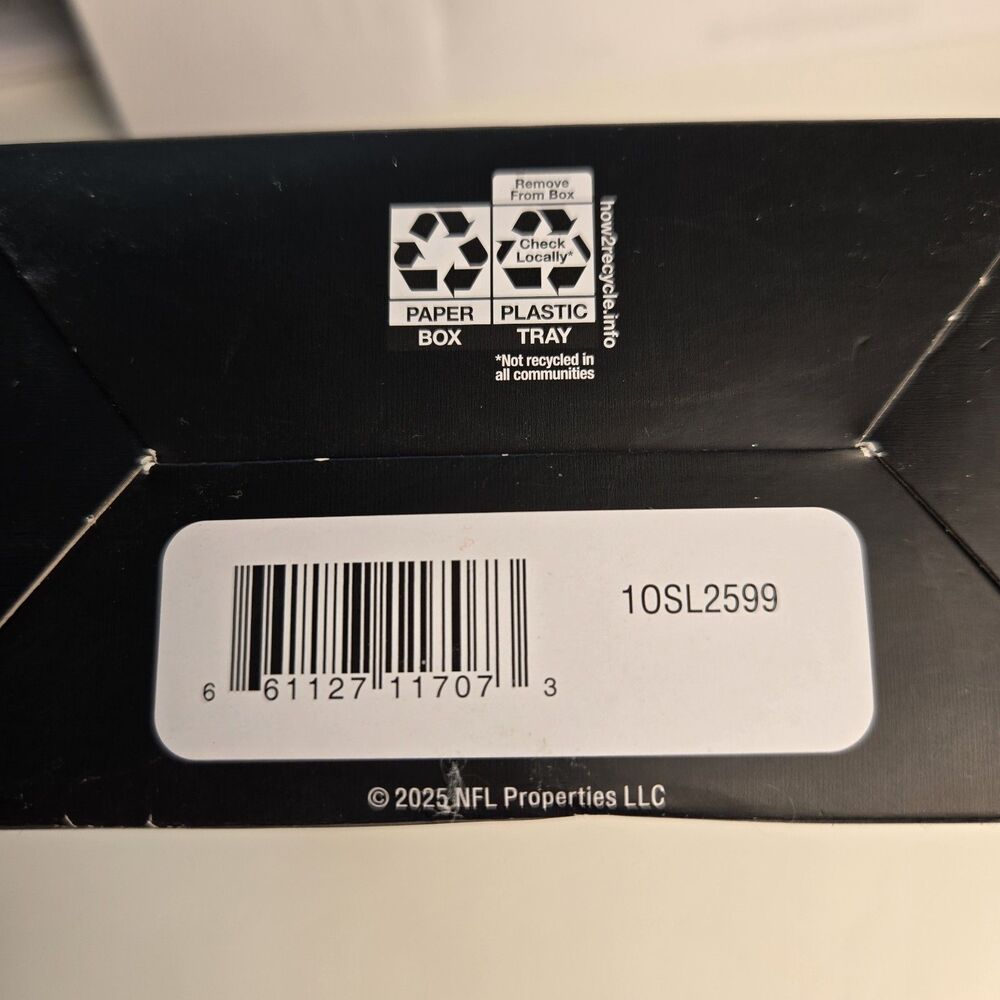 Remove
From Box
Check
Locally*
PAPER
PLASTIC
BOX
TRAY
*Not recycled in
all communities
how2recycle.info
6 61127 11707 3
10SL2599
© 2025 NFL Properties LLC